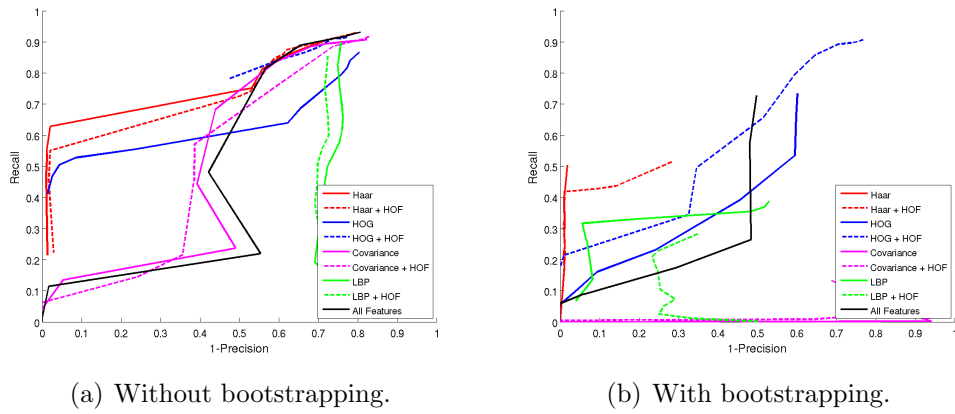 1
0.9
0.8
0.7
0.6
0.5
0.4
0.3
0.2
0.1
0
Recall
0 0.1 0.2 0.3 0.4 0.5 0.6 0.7 0.8 0.9 1
1-Precision
Haar
Haar + HOF
HOG
HOG + HOF
Covariance
Covariance + HOF
LBP
LBP + HOF
All Features
(a) Without bootstrapping.
1
0.9
0.8
0.7
0.6
0.5
0.4
0.3
0.2
0.1
0
Recall
0 0.1 0.2 0.3 0.4 0.5 0.6 0.7 0.8 0.9 1
1-Precision
Haar
Haar + HOF
HOG
HOG + HOF
Covariance
Covariance + HOF
LBP
LBP + HOF
All Features
(b) With bootstrapping.